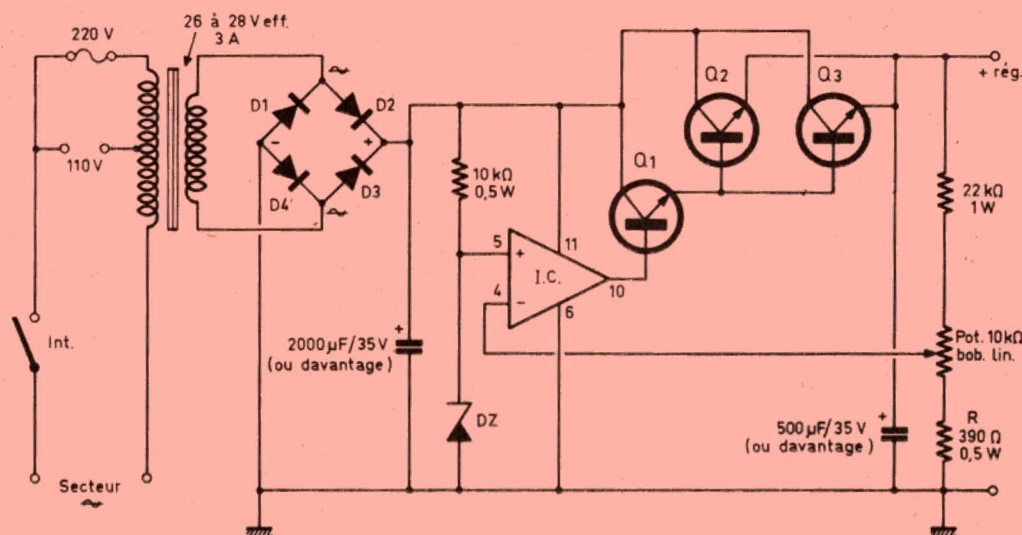 26 à 28 V eff.
3 A
220 V
110 V
D1
D2
-
+
D4
D3
10 kΩ
0,5 W
Q1
Q2
Q3
+ rég.
22 kΩ
1 W
5
+
11
I.C.
10
4
-
6
Int.
+
2000 µF/35 V
(ou davantage)
DZ
Pot. 10 kΩ
bob. lin.
+
500 µF/35 V
(ou davantage)
R
390 Ω
0,5 W
Secteur
~